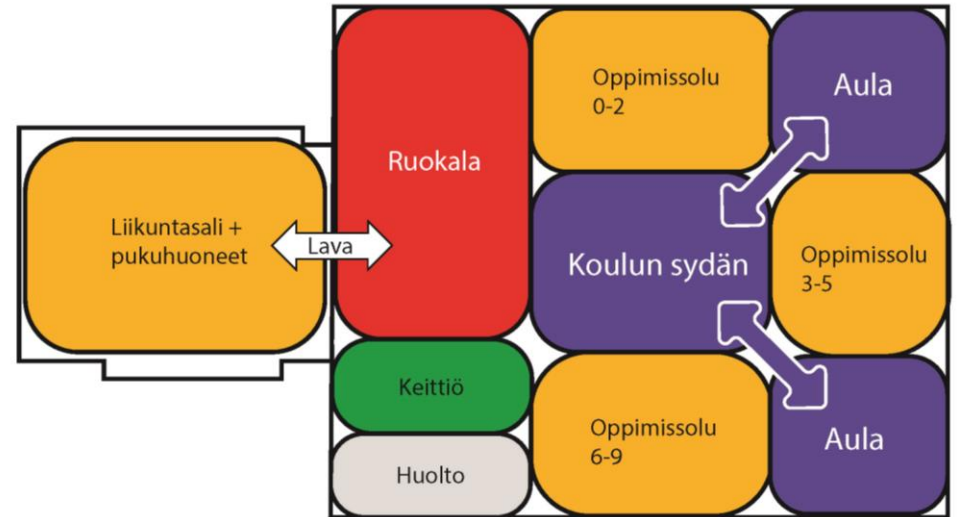 Liikuntasali +
pukuhuoneet
Lava
Ruokala
Keittiö
Huolto
Oppimissolu
0-2
Aula
Koulun sydän
Oppimissolu
3-5
Oppimissolu
6-9
Aula